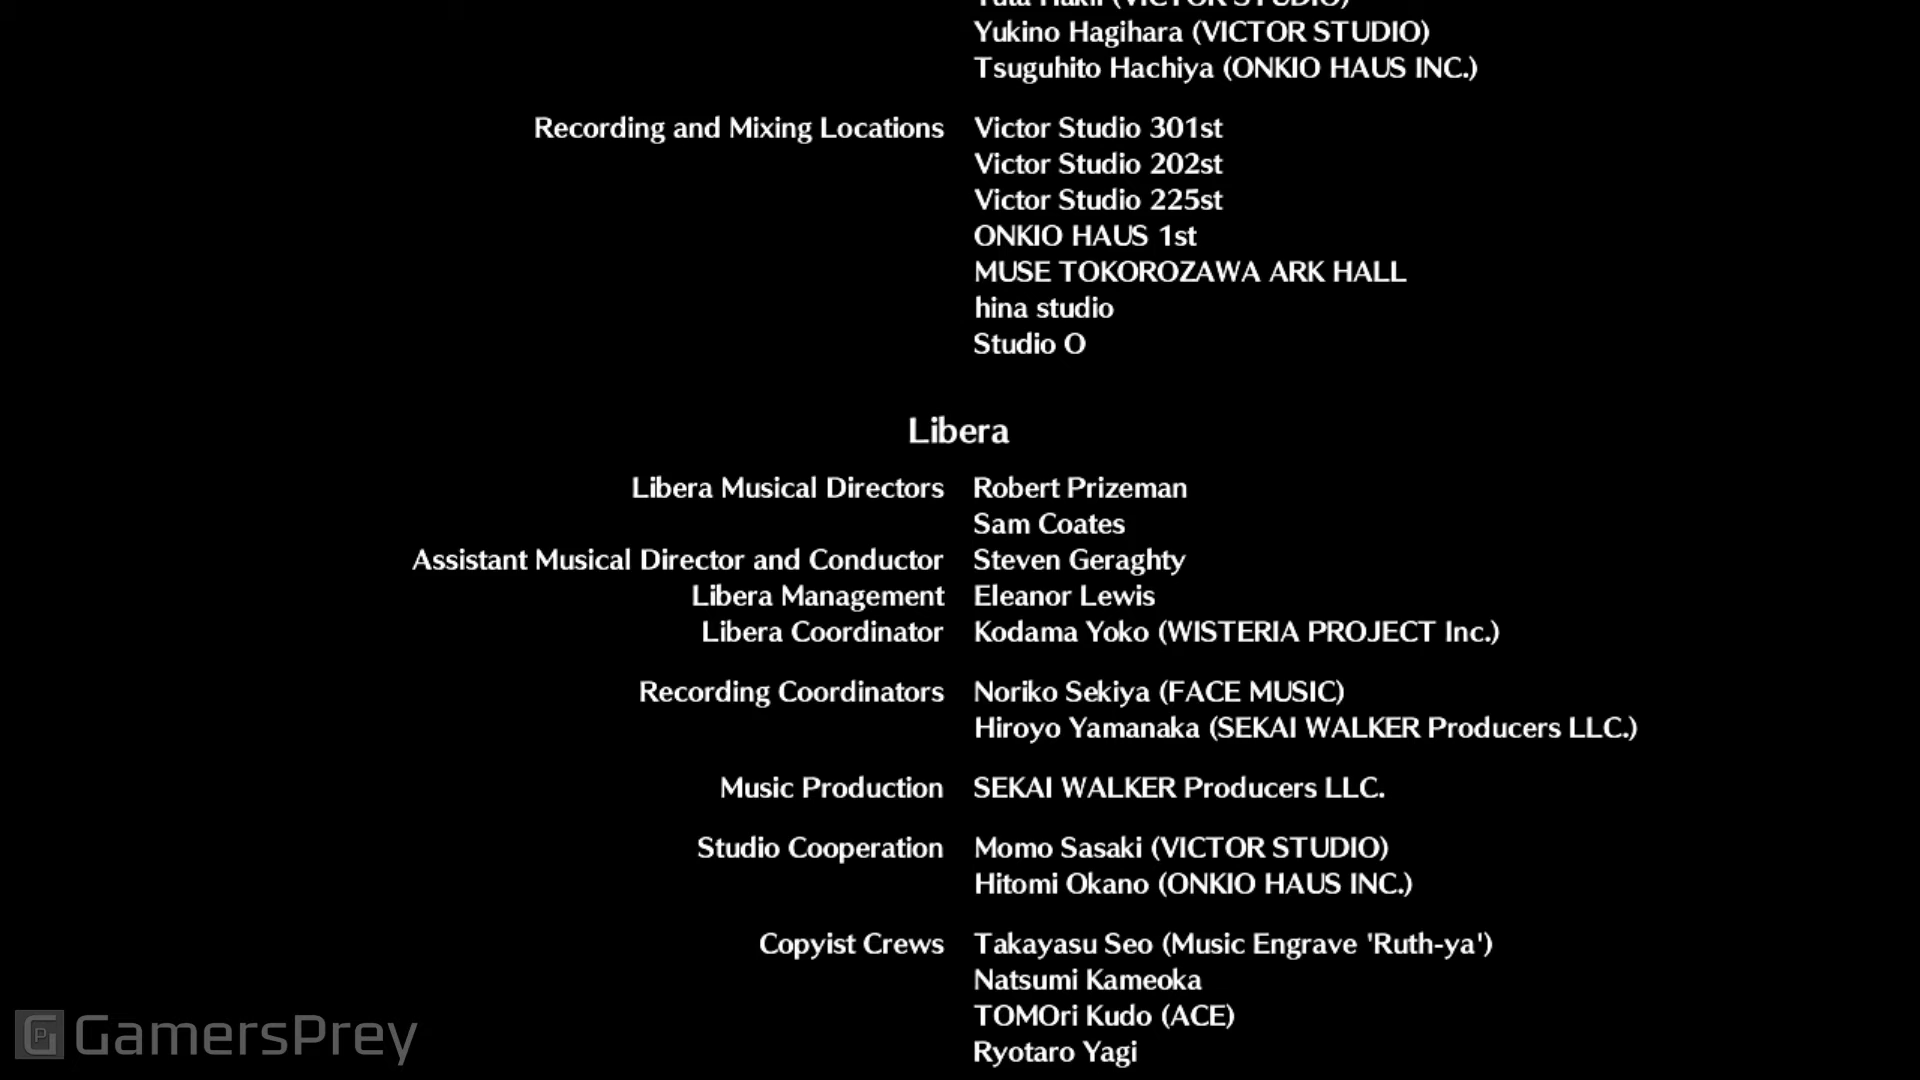 Yukino Hagihara (VICTOR STUDIO)
Tsuguhito Hachiya (ONKIO HAUS INC.)
Recording and Mixing Locations Victor Studio 301st
Victor Studio 202st
Victor Studio 225st
ONKIO HAUS 1st
MUSE TOKOROZAWA ARK HALL
hina studio
Studio O
Libera
Libera Musical Directors Robert Prizeman
Sam Coates
Assistant Musical Director and Conductor Steven Geraghty
Libera Management Eleanor Lewis
Libera Coordinator Kodama Yoko (WISTERIA PROJECT Inc.)
Recording Coordinators Noriko Sekiya (FACE MUSIC)
Hiroyo Yamanaka (SEKAI WALKER Producers LLC.)
Music Production SEKAI WALKER Producers LLC.
Studio Cooperation Momo Sasaki (VICTOR STUDIO)
Hitomi Okano (ONKIO HAUS INC.)
Copyist Crews Takayasu Seo (Music Engrave 'Ruth-ya')
Natsumi Kameoka
TOMOri Kudo (ACE)
Ryotaro Yagi
GamersPrey